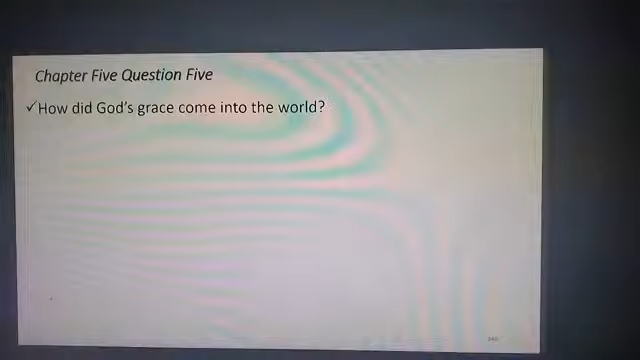 Chapter Five Question Five
✓How did God's grace come into the world?